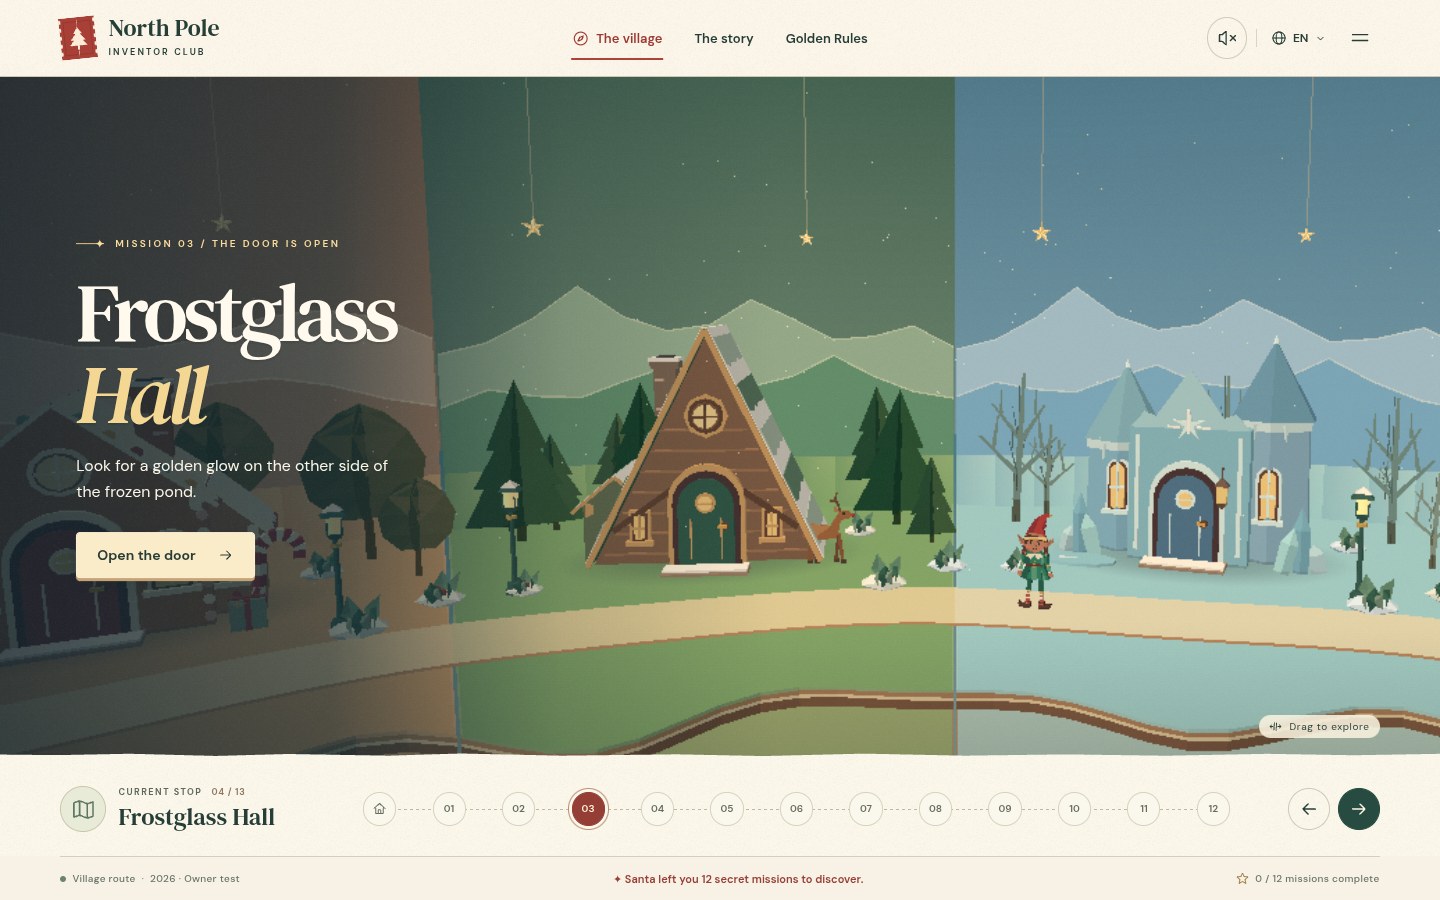 North Pole
INVENTOR CLUB
The village
The story
Golden Rules
EN
MISSION 03 / THE DOOR IS OPEN
Frostglass
Hall
Look for a golden glow on the other side of
the frozen pond.
Open the door
Drag to explore
CURRENT STOP 04 / 13
Frostglass Hall
01 02 03 04 05 06 07 08 09 10 11 12
Village route · 2026 · Owner test
Santa left you 12 secret missions to discover.
0 / 12 missions complete